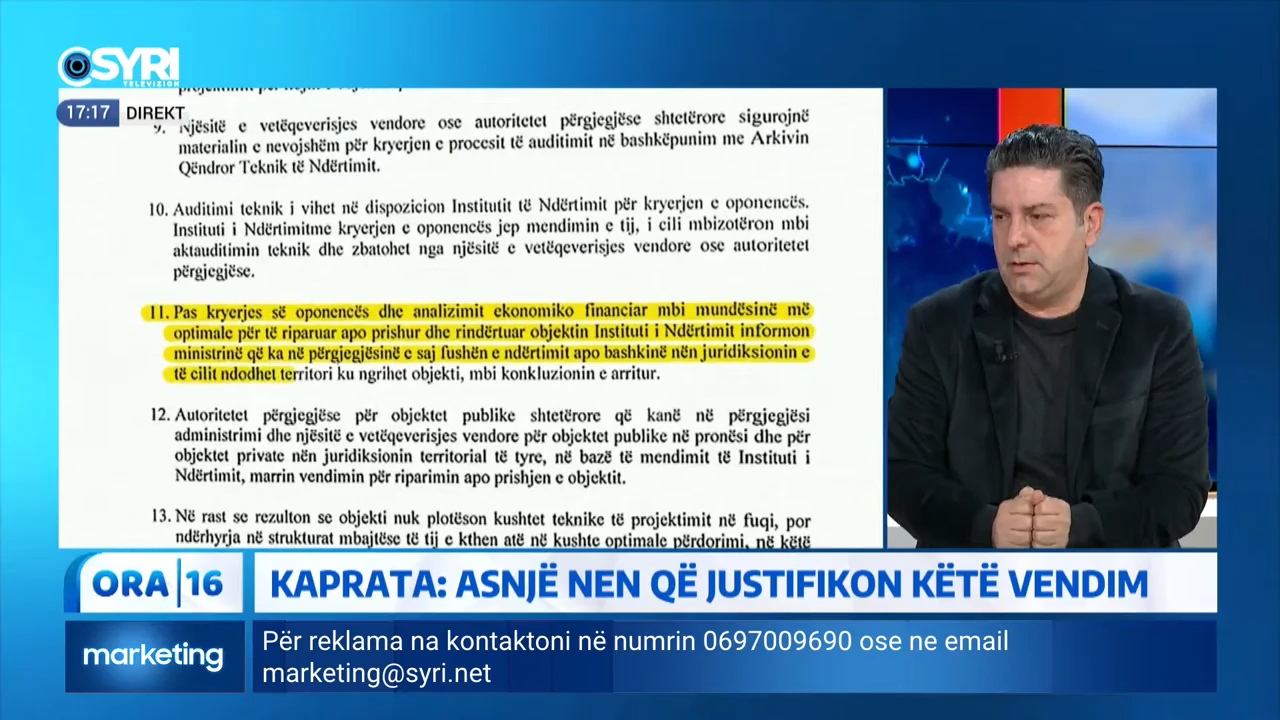 SYRI
TELEVIZION
17:17 DIREKT
9. Njësitë e vetëqeverisjes vendore ose autoritetet përgjegjëse shtetërore sigurojnë
materialin e nevojshëm për kryerjen e procesit të auditimit në bashkëpunim me Arkivin
Qëndror Teknik të Ndërtimit.
10. Auditimi teknik i vihet në dispozicion Institutit të Ndërtimit për kryerjen e oponencës.
Instituti i Ndërtimitme kryerjen e oponencës jep mendimin e tij, i cili mbizotëron mbi
aktauditimin teknik dhe zbatohet nga njësitë e vetëqeverisjes vendore ose autoritetet
përgjegjëse.
11. Pas kryerjes së oponencës dhe analizimit ekonomiko financiar mbi mundësinë më
optimale për të riparuar apo prishur dhe rindërtuar objektin Instituti i Ndërtimit informon
ministrinë që ka në përgjegjësinë e saj fushën e ndërtimit apo bashkinë nën juridiksionin e
të cilit ndodhet territori ku ngrihet objekti, mbi konkluzionin e arritur.
12. Autoritetet përgjegjëse për objektet publike shtetërore që kanë në përgjegjësi
administrimi dhe njësitë e vetëqeverisjes vendore për objektet publike në pronësi dhe për
objektet private nën juridiksionin territorial të tyre, në bazë të mendimit të Instituti i
Ndërtimit, marrin vendimin për riparimin apo prishjen e objektit.
13. Në rast se rezulton se objekti nuk plotëson kushtet teknike të projektimit në fuqi, por
ndërhyrja në strukturat mbajtëse të tij e kthen atë në kushte optimale përdorimi, në këtë
ORA 16
KAPRATA: ASNJË NEN QË JUSTIFIKON KËTË VENDIM
marketing
Për reklama na kontaktoni në numrin 0697009690 ose ne email
marketing@syri.net